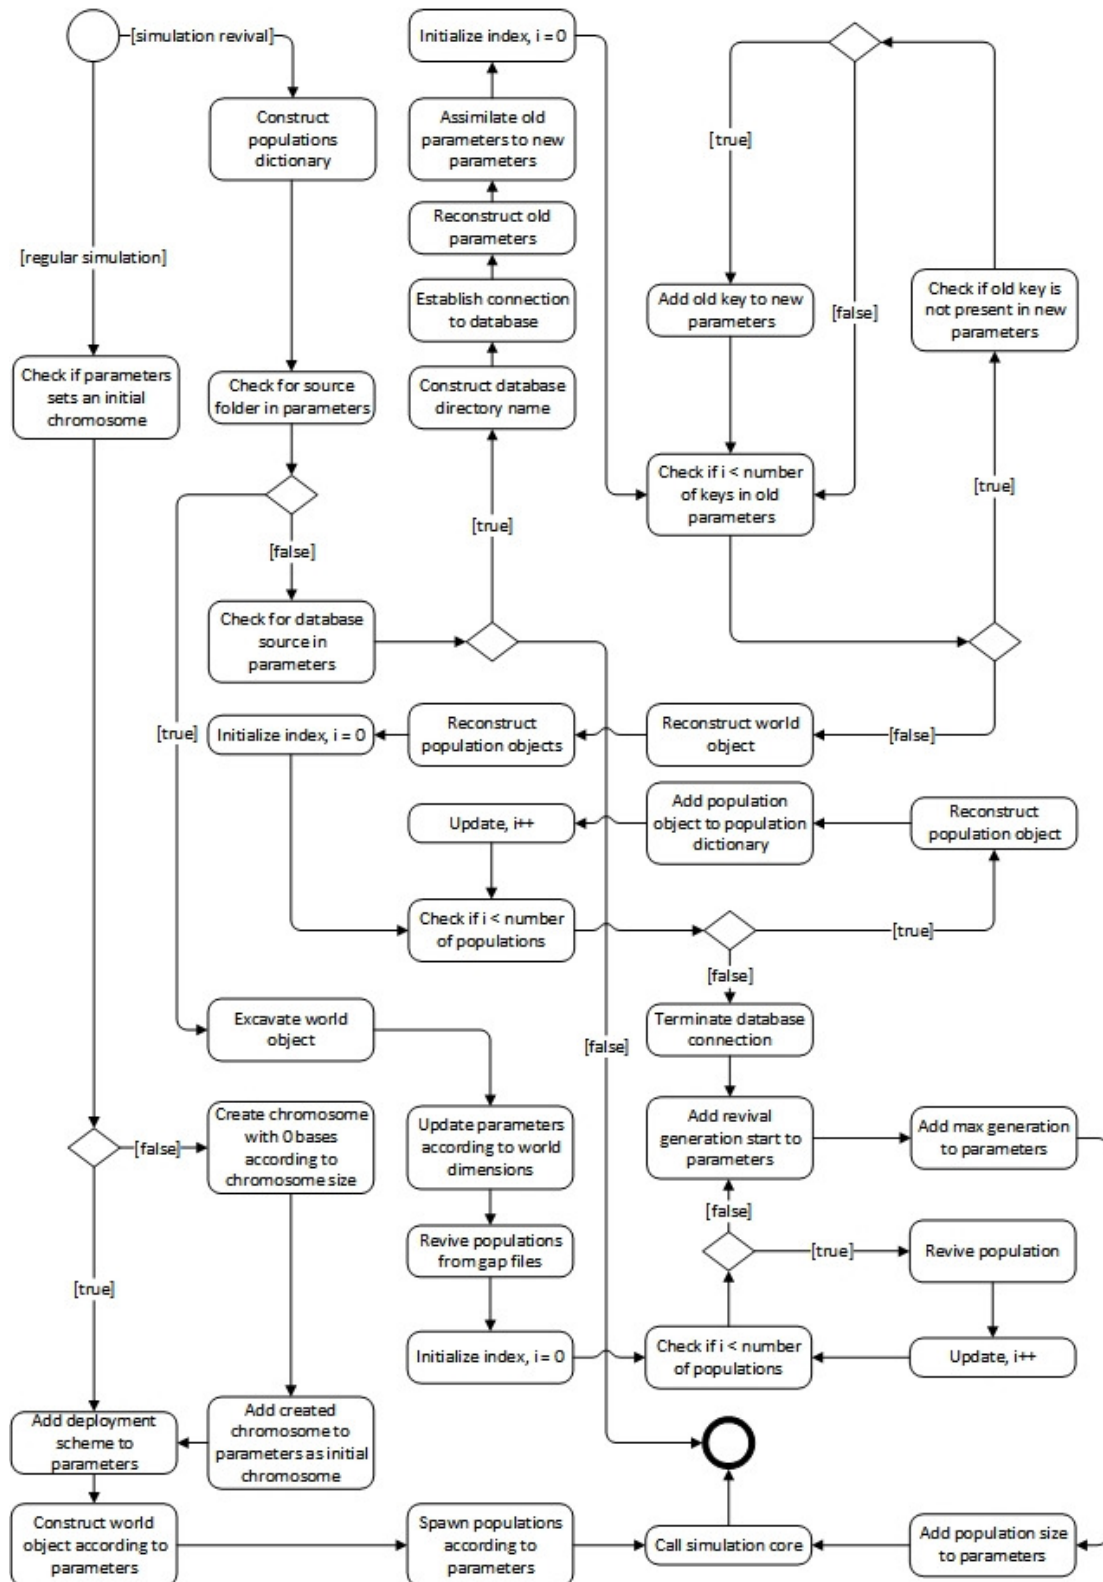 [simulation revival]
Initialize index, i = 0
Construct
populations
dictionary
Assimilate old
parameters to new
parameters
[true]
Reconstruct old
parameters
[regular simulation]
Establish connection
to database
Add old key to new
parameters
[false]
Check if old key is
not present in new
parameters
Check if parameters
sets an initial
chromosome
Check for source
folder in parameters
Construct database
directory name
Check if i < number
of keys in old
parameters
[true]
[true]
[false]
Check for database
source in
parameters
[true]
Initialize index, i = 0
Reconstruct
population objects
Reconstruct world
object
[false]
Update, i++
Add population
object to population
dictionary
Reconstruct
population object
Check if i < number
of populations
[true]
[false]
Excavate world
object
Terminate database
connection
[false]
Create chromosome
with 0 bases
according to
chromosome size
[false]
Update parameters
according to world
dimensions
Add revival
generation start to
parameters
Add max generation
to parameters
[false]
Revive populations
from gap files
[true]
Revive population
[true]
Initialize index, i = 0
Check if i < number
of populations
Update, i++
Add deployment
scheme to
parameters
Add created
chromosome to
parameters as initial
chromosome
Construct world
object according to
parameters
Spawn populations
according to
parameters
Call simulation core
Add population size
to parameters